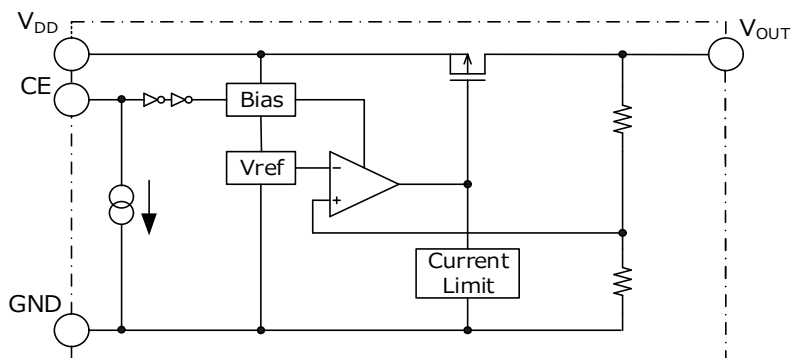 VDD
VOUT
CE
Bias
Vref
−
+
Current
Limit
GND